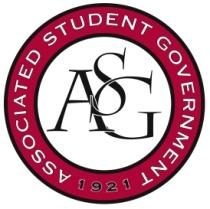 ASSOCIATED STUDENT GOVERNMENT
ASG
1921